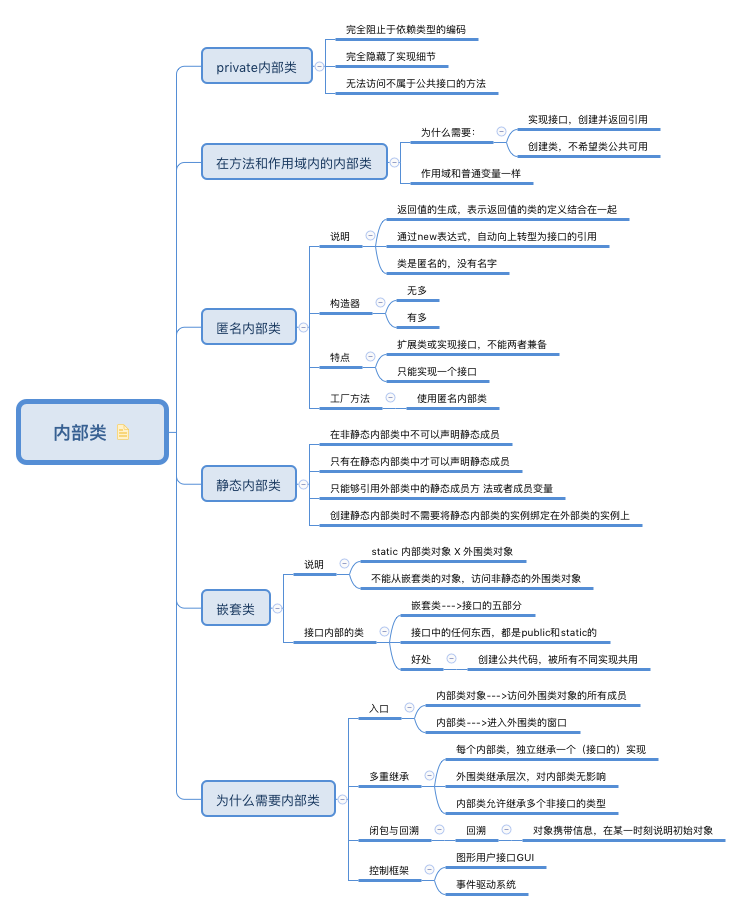 内部类
private内部类
完全阻止于依赖类型的编码
完全隐藏了实现细节
无法访问不属于公共接口的方法
在方法和作用域内的内部类
为什么需要:
实现接口，创建并返回引用
创建类，不希望类公共可用
作用域和普通变量一样
匿名内部类
说明
返回值的生成，表示返回值的类的定义结合在一起
通过new表达式，自动向上转型为接口的引用
类是匿名的，没有名字
构造器
无多
有多
特点
扩展类或实现接口，不能两者兼备
只能实现一个接口
工厂方法
使用匿名内部类
静态内部类
在非静态内部类中不可以声明静态成员
只有在静态内部类中才可以声明静态成员
只能够引用外部类中的静态成员方 法或者成员变量
创建静态内部类时不需要将静态内部类的实例绑定在外部类的实例上
嵌套类
说明
static 内部类对象 X 外围类对象
不能从嵌套类的对象，访问非静态的外围类对象
接口内部的类
嵌套类--->接口的五部分
接口中的任何东西，都是public和static的
好处
创建公共代码，被所有不同实现共用
为什么需要内部类
入口
内部类对象--->访问外围类对象的所有成员
内部类--->进入外围类的窗口
多重继承
每个内部类，独立继承一个（接口的）实现
外围类继承层次，对内部类无影响
内部类允许继承多个非接口的类型
闭包与回溯
回溯
对象携带信息，在某一时刻说明初始对象
控制框架
图形用户接口GUI
事件驱动系统